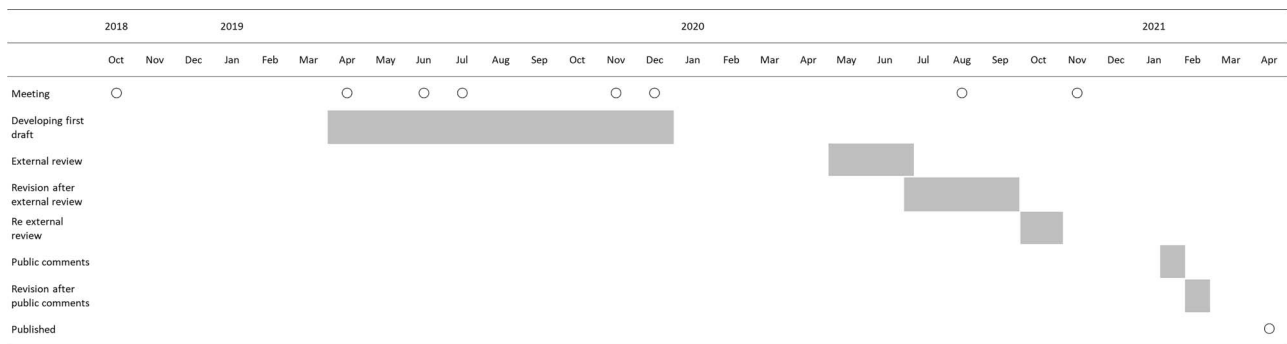 2018 2019 2020 2021
Oct Nov Dec Jan Feb Mar Apr May Jun Jul Aug Sep Oct Nov Dec Jan Feb Mar Apr May Jun Jul Aug Sep Oct Nov Dec Jan Feb Mar Apr
Meeting
Developing first
draft
External review
Revision after
external review
Re external
review
Public comments
Revision after
public comments
Published